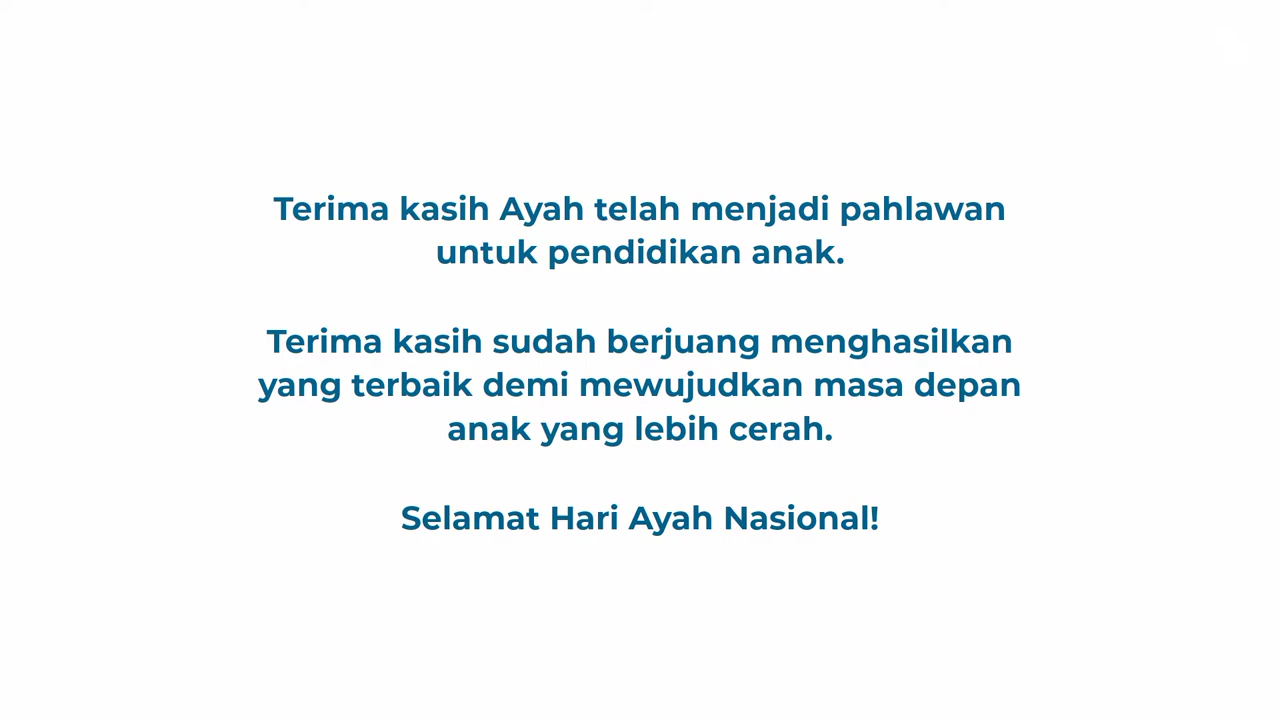 Terima kasih Ayah telah menjadi pahlawan
untuk pendidikan anak.
Terima kasih sudah berjuang menghasilkan
yang terbaik demi mewujudkan masa depan
anak yang lebih cerah.
Selamat Hari Ayah Nasional!